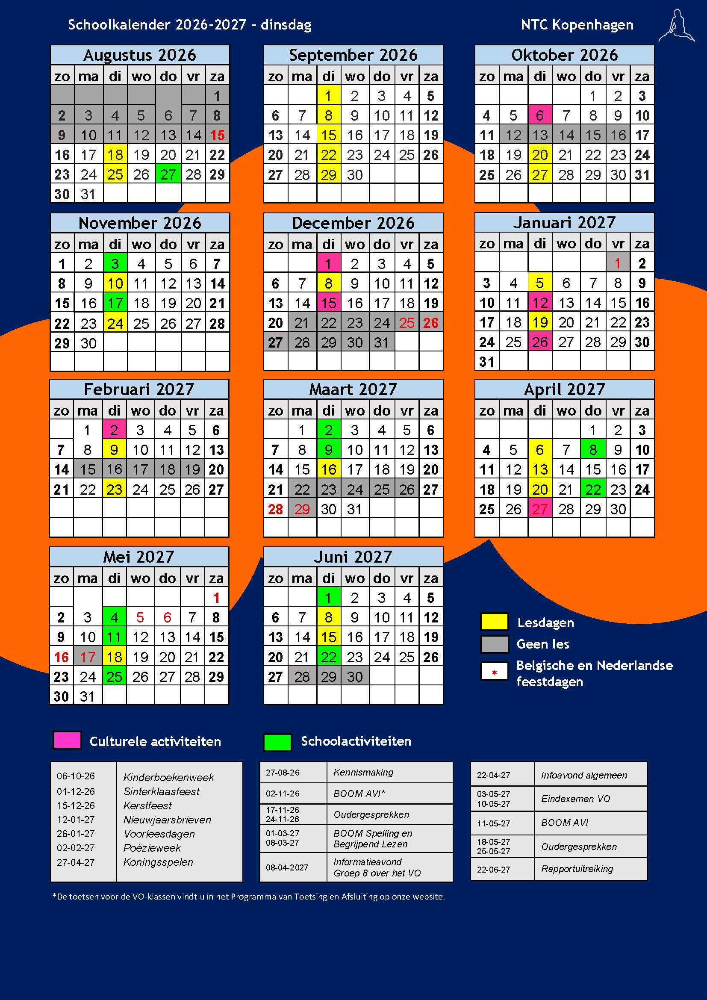 Schoolkalender 2026-2027 - dinsdag
NTC Kopenhagen
Augustus 2026
zo ma di wo do vr za
1
2 3 4 5 6 7 8
9 10 11 12 13 14 15
16 17 18 19 20 21 22
23 24 25 26 27 28 29
30 31
September 2026
zo ma di wo do vr za
1 2 3 4 5
6 7 8 9 10 11 12
13 14 15 16 17 18 19
20 21 22 23 24 25 26
27 28 29 30
Oktober 2026
zo ma di wo do vr za
1 2 3
4 5 6 7 8 9 10
11 12 13 14 15 16 17
18 19 20 21 22 23 24
25 26 27 28 29 30 31
November 2026
zo ma di wo do vr za
1 2 3 4 5 6 7
8 9 10 11 12 13 14
15 16 17 18 19 20 21
22 23 24 25 26 27 28
29 30
December 2026
zo ma di wo do vr za
1 2 3 4 5
6 7 8 9 10 11 12
13 14 15 16 17 18 19
20 21 22 23 24 25 26
27 28 29 30 31
Januari 2027
zo ma di wo do vr za
1 2
3 4 5 6 7 8 9
10 11 12 13 14 15 16
17 18 19 20 21 22 23
24 25 26 27 28 29 30
31
Februari 2027
zo ma di wo do vr za
1 2 3 4 5 6
7 8 9 10 11 12 13
14 15 16 17 18 19 20
21 22 23 24 25 26 27
Maart 2027
zo ma di wo do vr za
1 2 3 4 5 6
7 8 9 10 11 12 13
14 15 16 17 18 19 20
21 22 23 24 25 26 27
28 29 30 31
April 2027
zo ma di wo do vr za
1 2 3
4 5 6 7 8 9 10
11 12 13 14 15 16 17
18 19 20 21 22 23 24
25 26 27 28 29 30
Mei 2027
zo ma di wo do vr za
1
2 3 4 5 6 7 8
9 10 11 12 13 14 15
16 17 18 19 20 21 22
23 24 25 26 27 28 29
30 31
Juni 2027
zo ma di wo do vr za
1 2 3 4 5
6 7 8 9 10 11 12
13 14 15 16 17 18 19
20 21 22 23 24 25 26
27 28 29 30
Lesdagen
Geen les
* Belgische en Nederlandse
feestdagen
Culturele activiteiten
06-10-26 Kinderboekenweek
01-12-26 Sinterklaasfeest
15-12-26 Kerstfeest
12-01-27 Nieuwjaarsbrieven
26-01-27 Voorleesdagen
02-02-27 Poëzieweek
27-04-27 Koningsspelen
Schoolactiviteiten
27-08-26 Kennismaking
02-11-26 BOOM AVI*
17-11-26
24-11-26
Oudergesprekken
01-03-27 BOOM Spelling en
08-03-27 Begrijpend Lezen
08-04-2027
Informatieavond
Groep 8 over het VO
22-04-27 Infoavond algemeen
03-05-27
10-05-27
Eindexamen VO
11-05-27 BOOM AVI
18-05-27
25-05-27
Oudergesprekken
22-06-27 Rapportuitreiking
*De toetsen voor de VO-klassen vindt u in het Programma van Toetsing en Afsluiting op onze website.